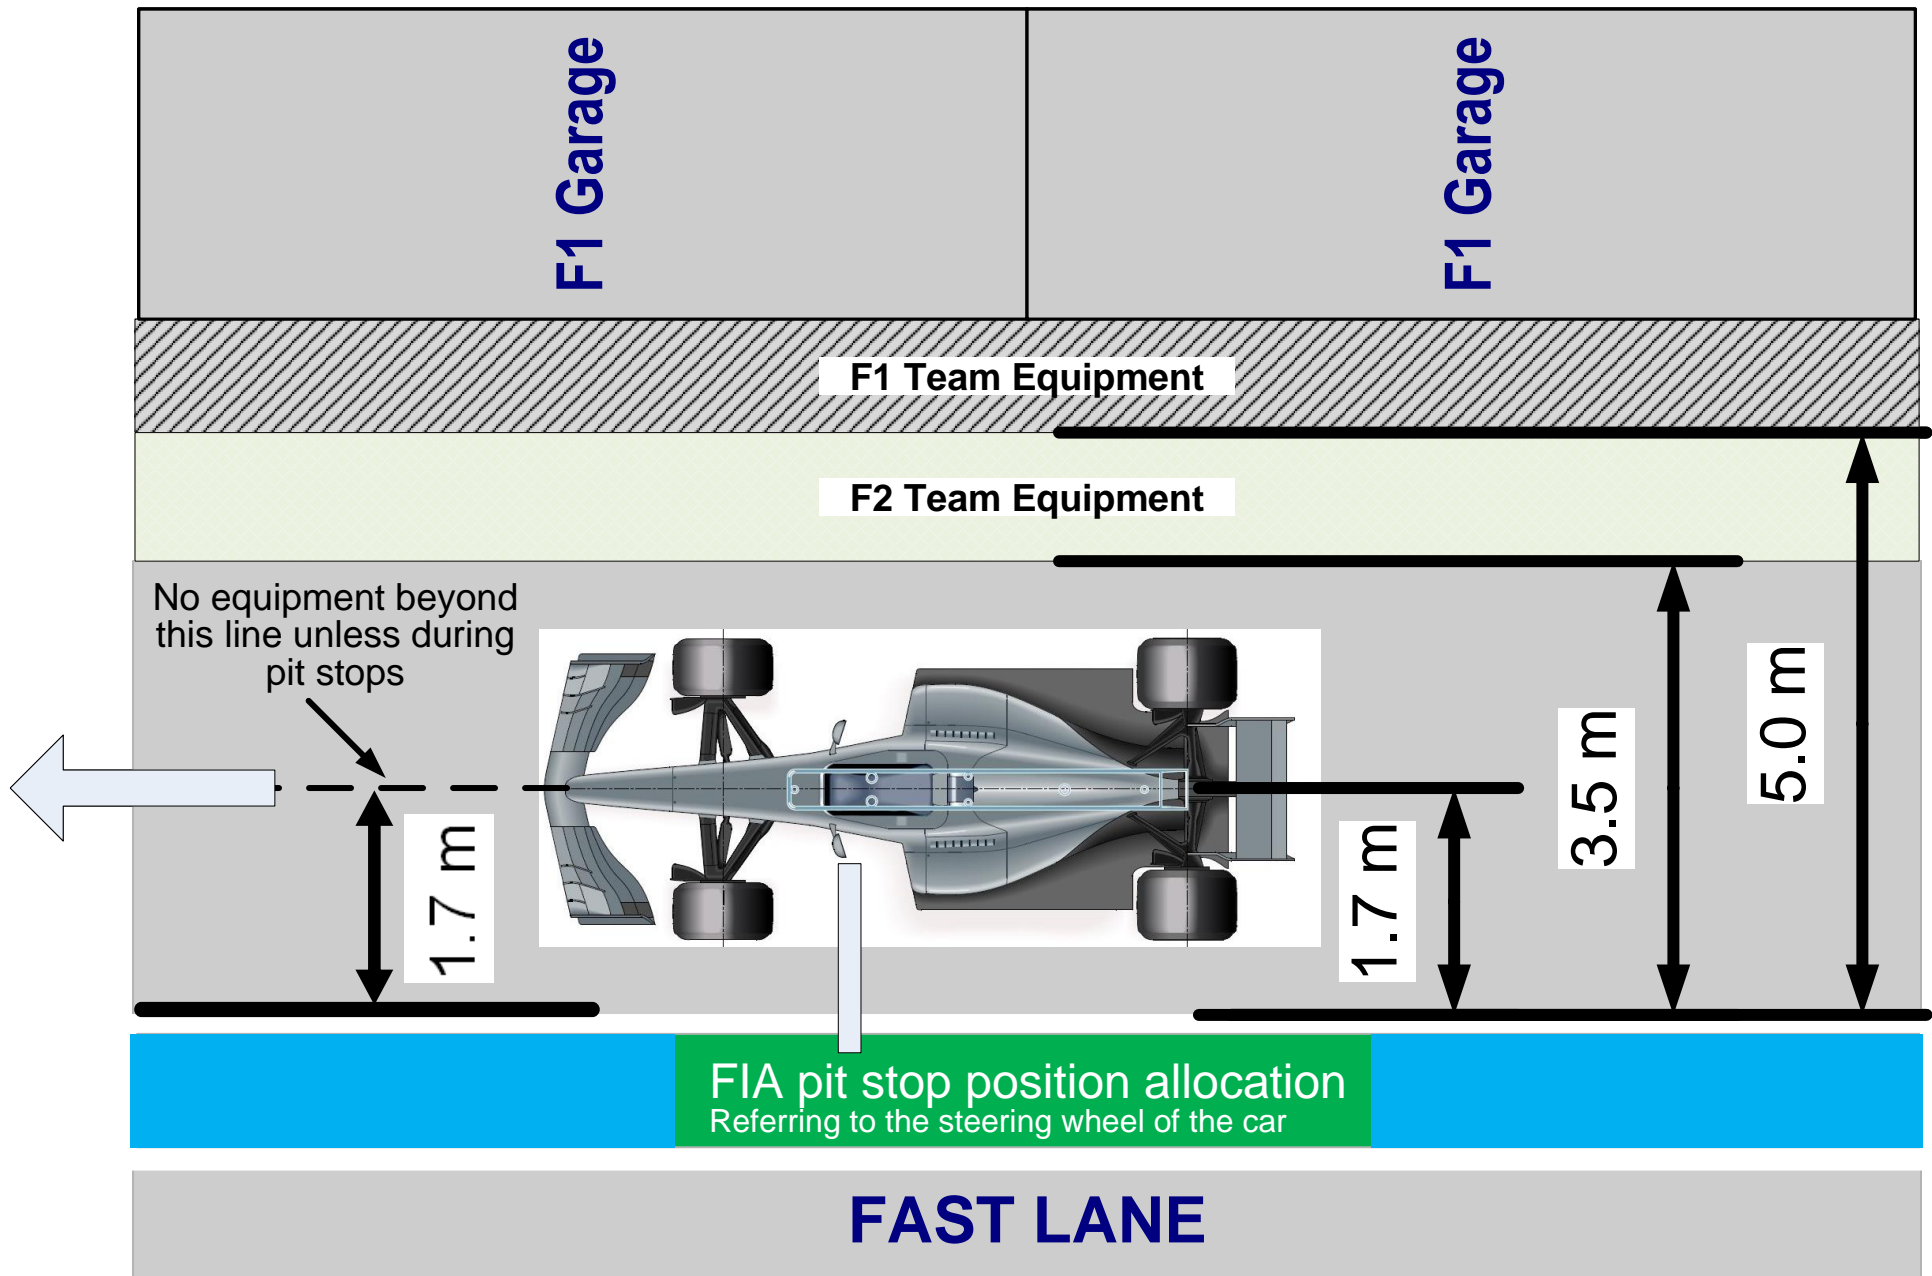 F1 Garage
F1 Garage
F1 Team Equipment
F2 Team Equipment
No equipment beyond
this line unless during
pit stops
1.7 m
1.7 m
3.5 m
5.0 m
FIA pit stop position allocation
Referring to the steering wheel of the car
FAST LANE